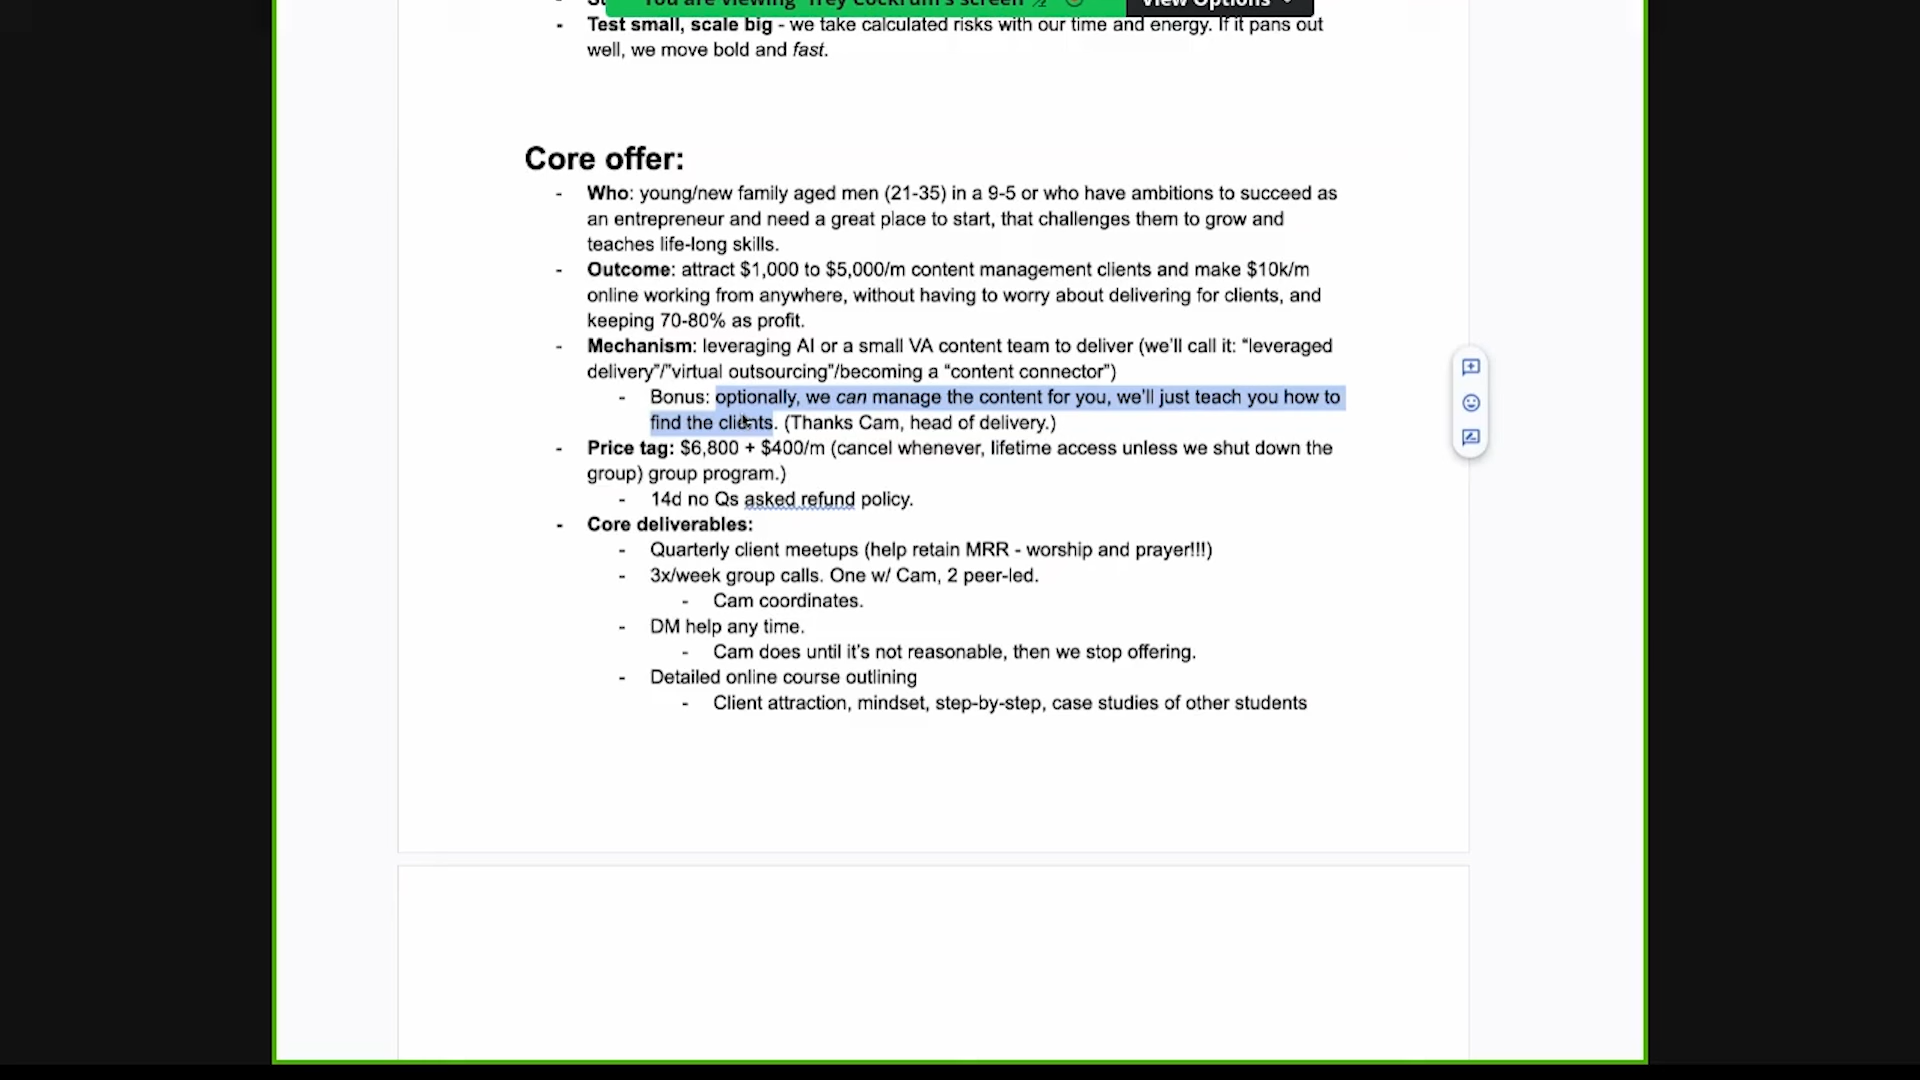 You are viewing Trey Cockrum's screen View Options
- Test small, scale big - we take calculated risks with our time and energy. If it pans out
well, we move bold and fast.
Core offer:
- Who: young/new family aged men (21-35) in a 9-5 or who have ambitions to succeed as
an entrepreneur and need a great place to start, that challenges them to grow and
teaches life-long skills.
- Outcome: attract $1,000 to $5,000/m content management clients and make $10k/m
online working from anywhere, without having to worry about delivering for clients, and
keeping 70-80% as profit.
- Mechanism: leveraging AI or a small VA content team to deliver (we'll call it: “leveraged
delivery”/”virtual outsourcing”/becoming a “content connector”)
- Bonus: optionally, we can manage the content for you, we'll just teach you how to
find the clients. (Thanks Cam, head of delivery.)
- Price tag: $6,800 + $400/m (cancel whenever, lifetime access unless we shut down the
group) group program.)
- 14d no Qs asked refund policy.
- Core deliverables:
- Quarterly client meetups (help retain MRR - worship and prayer!!!)
- 3x/week group calls. One w/ Cam, 2 peer-led.
- Cam coordinates.
- DM help any time.
- Cam does until it's not reasonable, then we stop offering.
- Detailed online course outlining
- Client attraction, mindset, step-by-step, case studies of other students